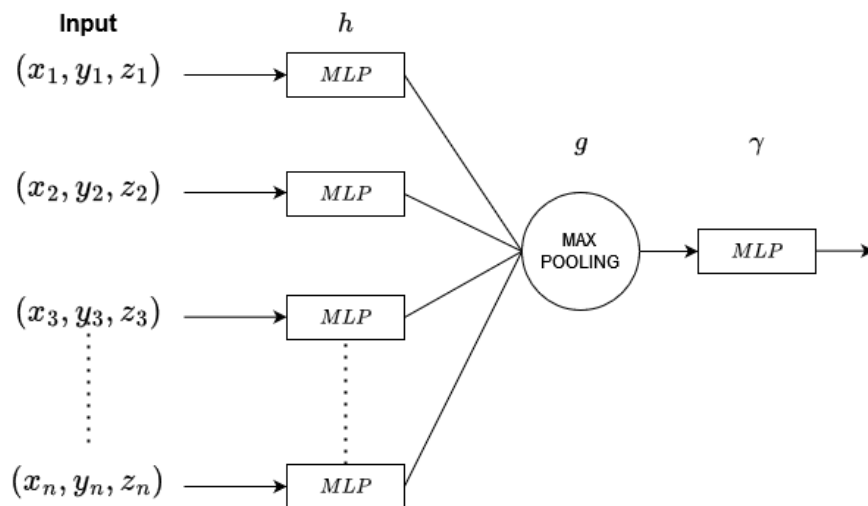 Input
h
(x₁, y₁, z₁)
MLP
(x₂, y₂, z₂)
MLP
g
γ
MAX
POOLING
MLP
(x₃, y₃, z₃)
MLP
(xₙ, yₙ, zₙ)
MLP